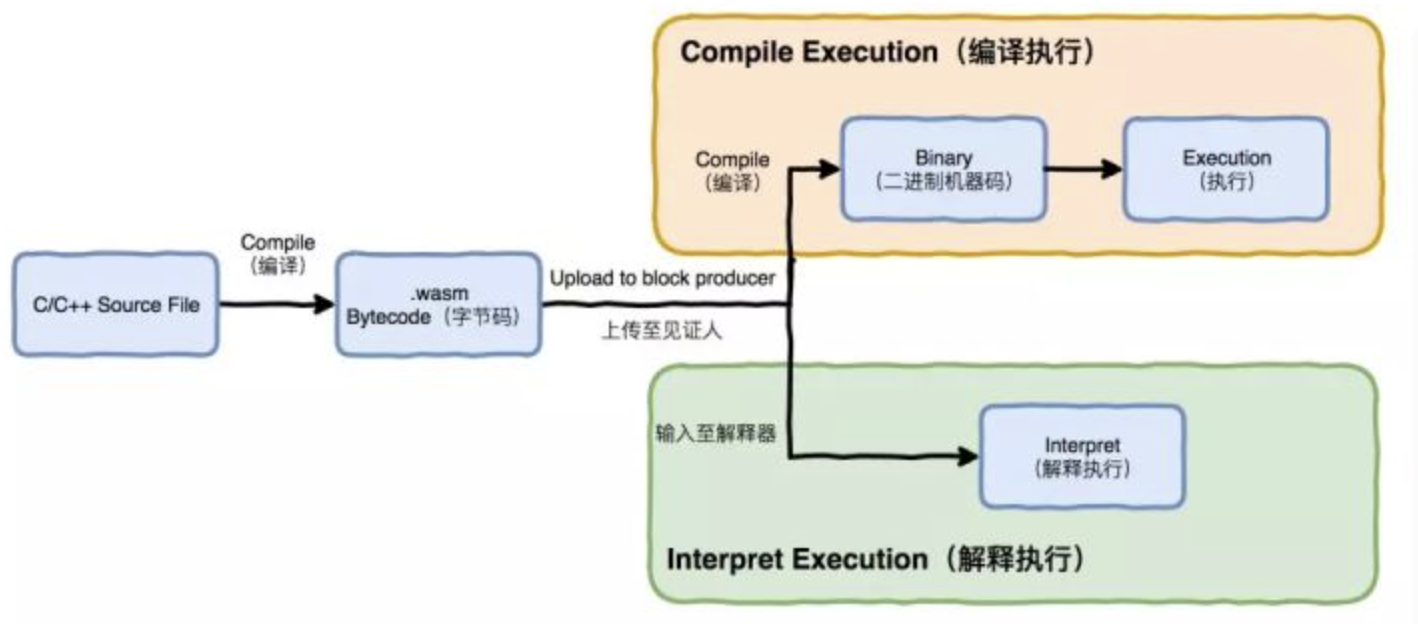 Compile Execution（编译执行）
Compile
（编译）
Binary
（二进制机器码）
Execution
（执行）
Compile
（编译）
C/C++ Source File
.wasm
Bytecode（字节码）
Upload to block producer
上传至见证人
输入至解释器
Interpret
（解释执行）
Interpret Execution（解释执行）